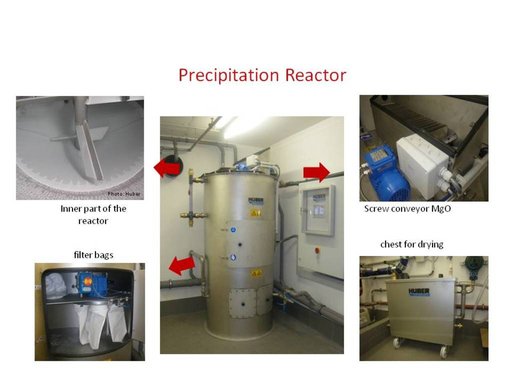 Precipitation Reactor
Photo: Huber
Inner part of the
reactor
Screw conveyor MgO
filter bags
chest for drying
HUBER
HUBER